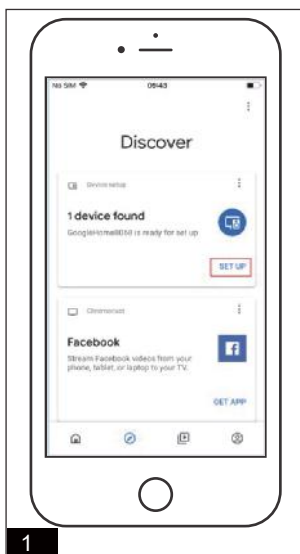 No SIM 09:43
Discover
Device setup
1 device found
GoogleHome8060 is ready for set up
SET UP
Chromecast
Facebook
Stream Facebook videos from your
phone, tablet, or laptop to your TV.
GET APP
1